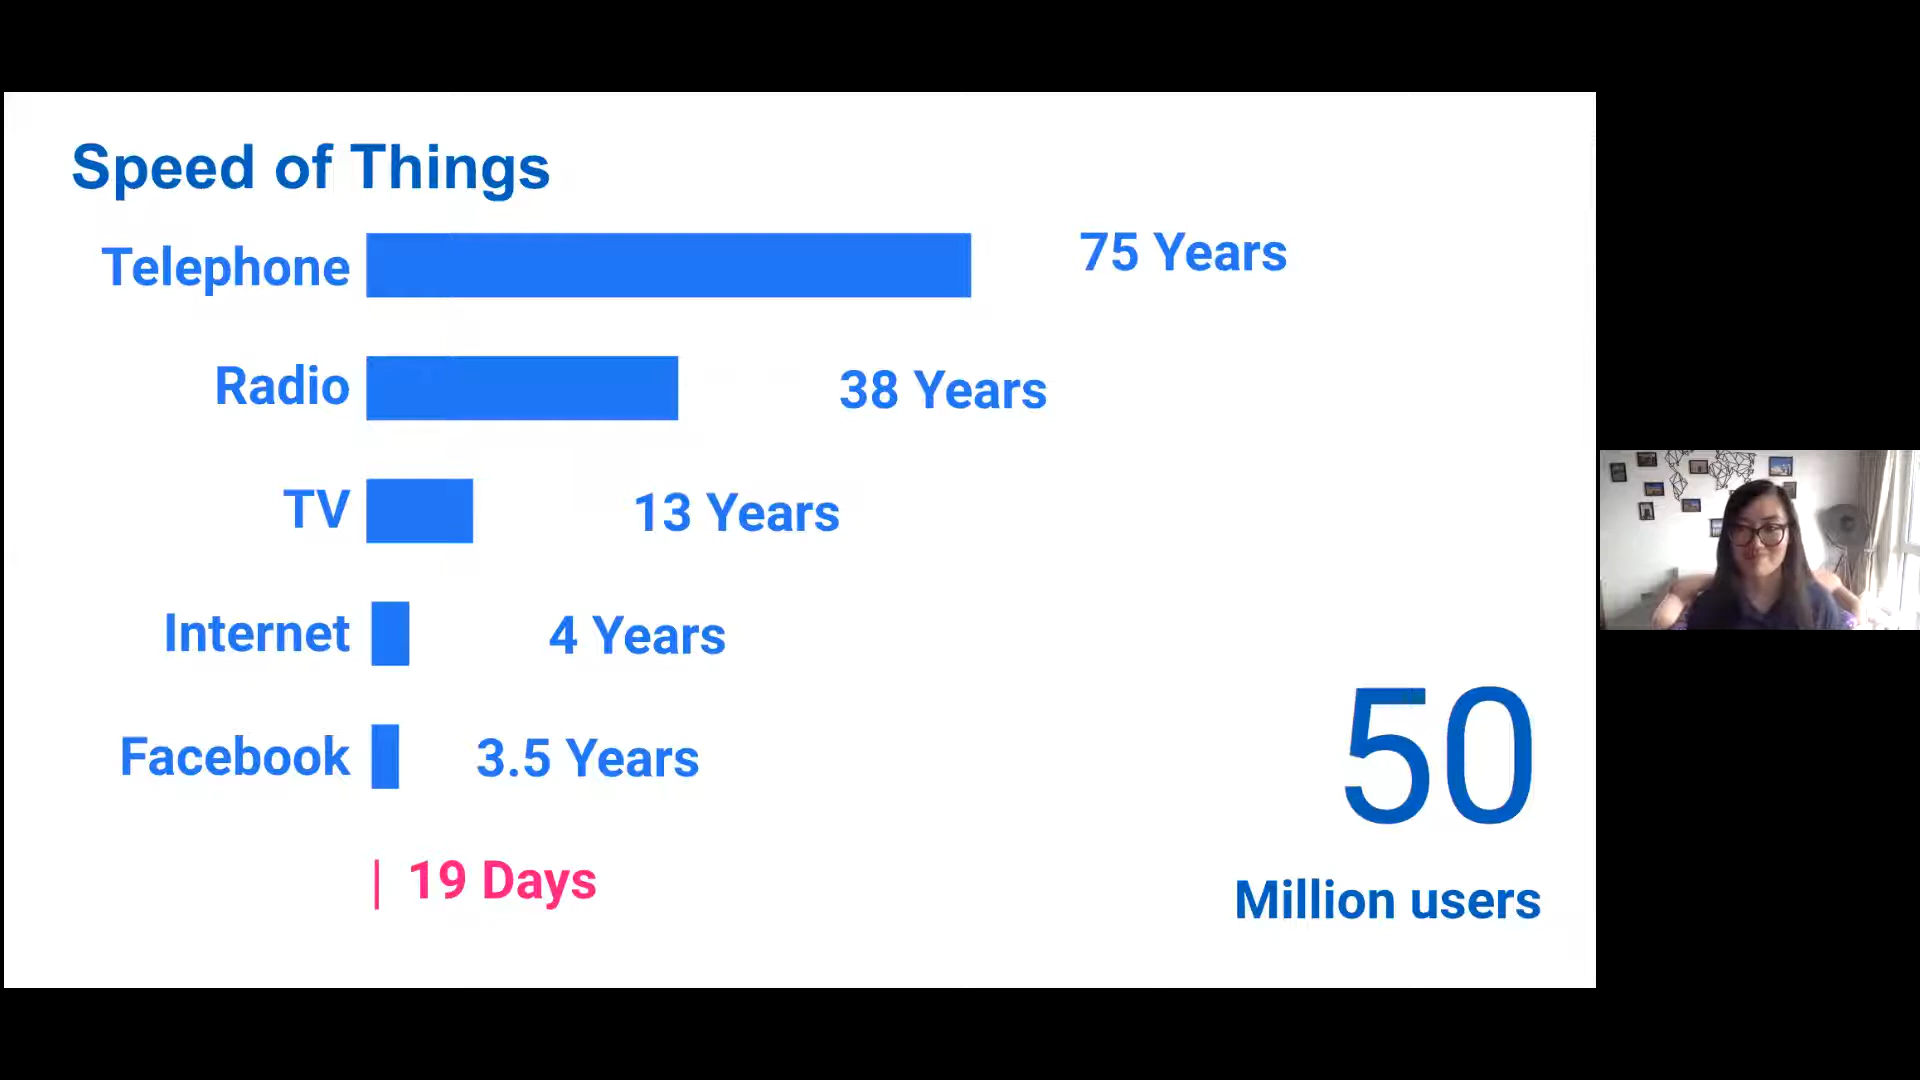 Speed of Things
Telephone 75 Years
Radio 38 Years
TV 13 Years
Internet 4 Years
Facebook 3.5 Years
19 Days
50
Million users